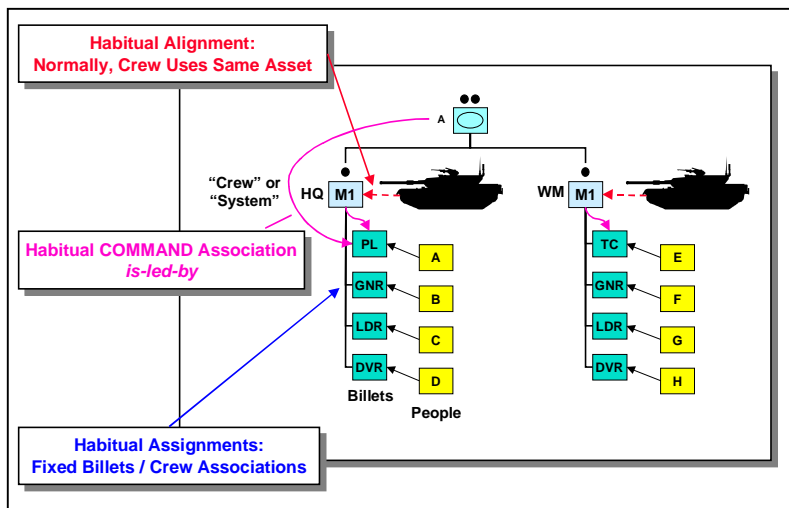 Habitual Alignment:
Normally, Crew Uses Same Asset
A
“Crew” or
“System”
HQ
M1
WM
M1
Habitual COMMAND Association
is-led-by
PL
A
TC
E
GNR
B
GNR
F
LDR
C
LDR
G
DVR
D
DVR
H
Billets
People
Habitual Assignments:
Fixed Billets / Crew Associations